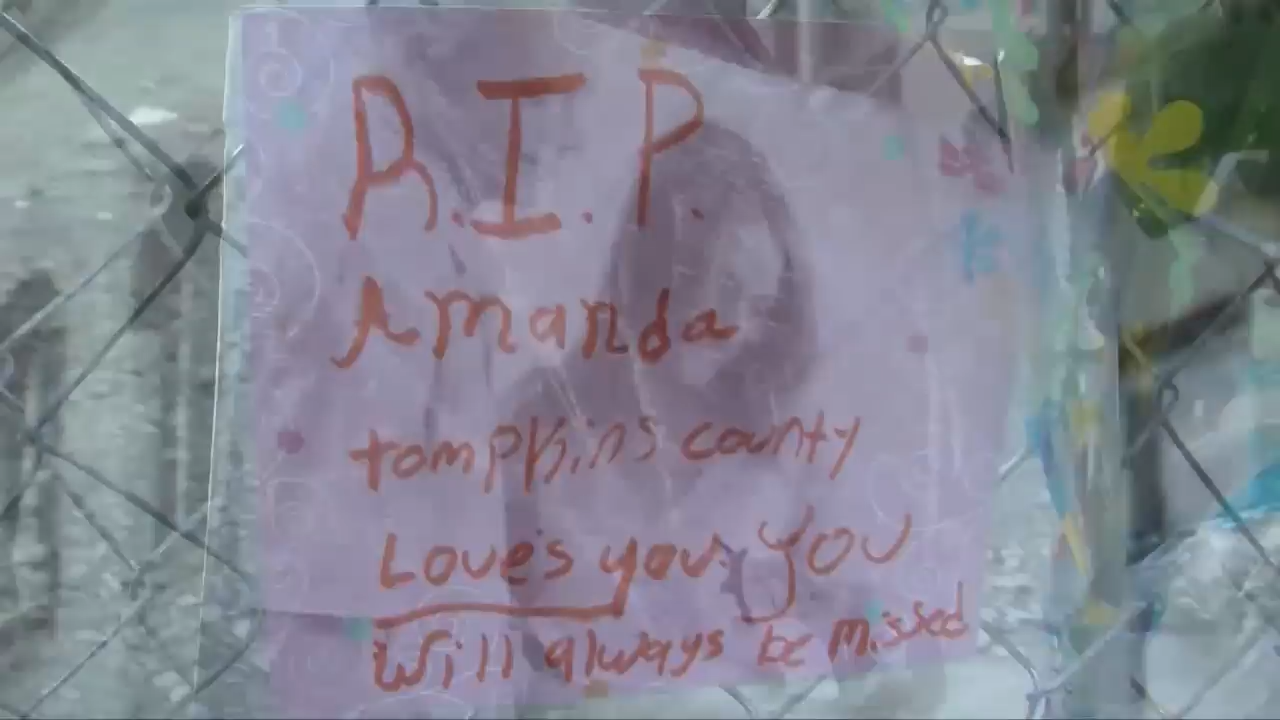 R.I.P.
Amanda
tompkins county
Loves you. you
Will always be missed